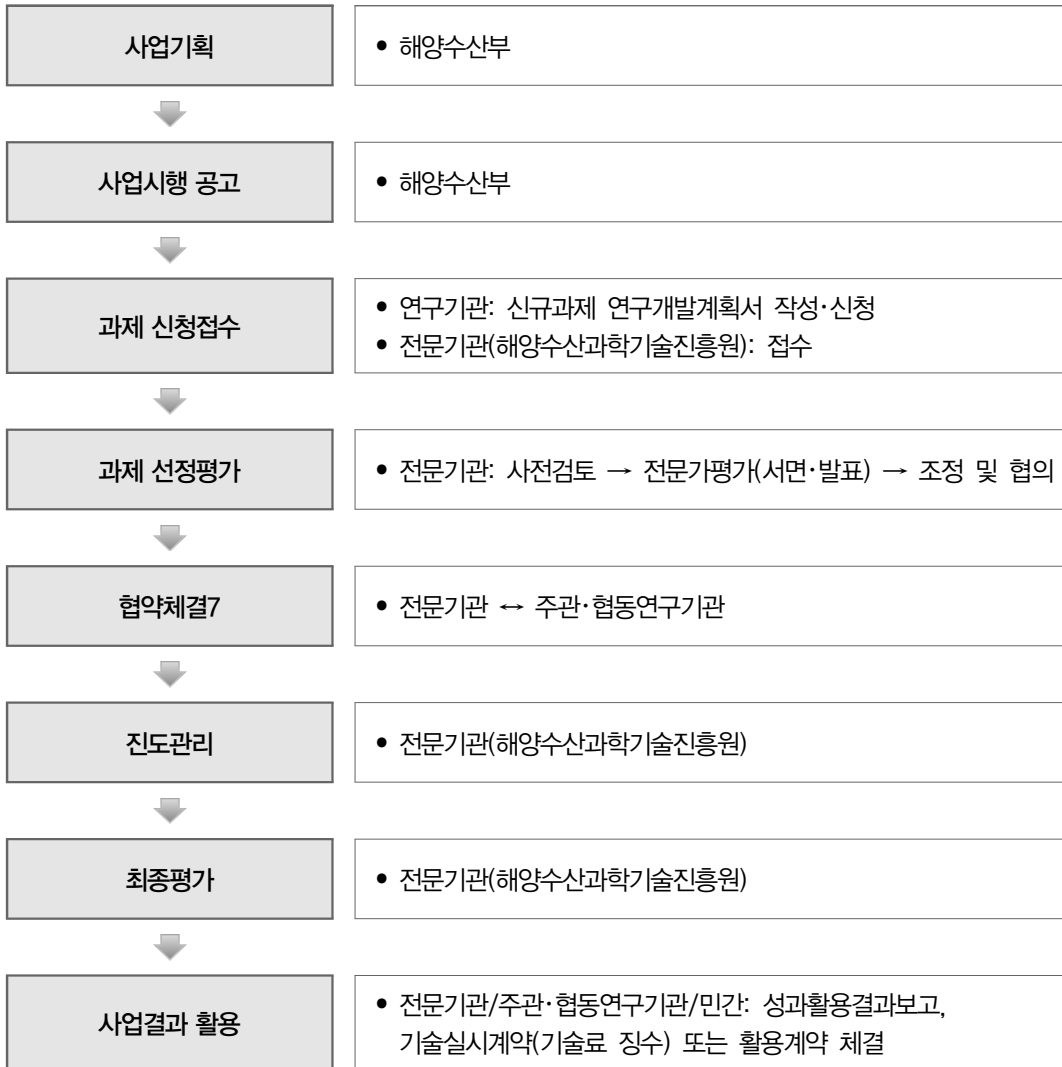 사업기획
• 해양수산부
사업시행 공고
• 해양수산부
과제 신청접수
• 연구기관: 신규과제 연구개발계획서 작성·신청
• 전문기관(해양수산과학기술진흥원): 접수
과제 선정평가
• 전문기관: 사전검토 → 전문가평가(서면·발표) → 조정 및 협의
협약체결7
• 전문기관 ↔ 주관·협동연구기관
진도관리
• 전문기관(해양수산과학기술진흥원)
최종평가
• 전문기관(해양수산과학기술진흥원)
사업결과 활용
• 전문기관/주관·협동연구기관/민간: 성과활용결과보고,
기술실시계약(기술료 징수) 또는 활용계약 체결